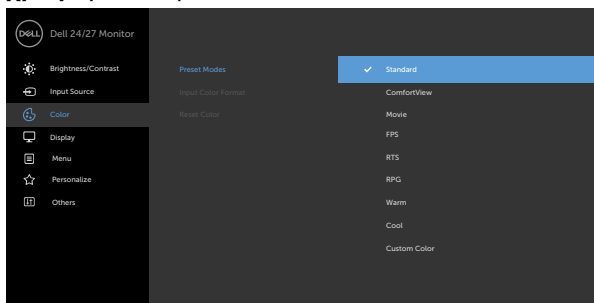 DELL Dell 24/27 Monitor
Brightness/Contrast Preset Modes ✓ Standard
Input Source Input Color Format ComfortView
Color Reset Color Movie
Display FPS
Menu RTS
Personalize RPG
Others Warm
Cool
Custom Color